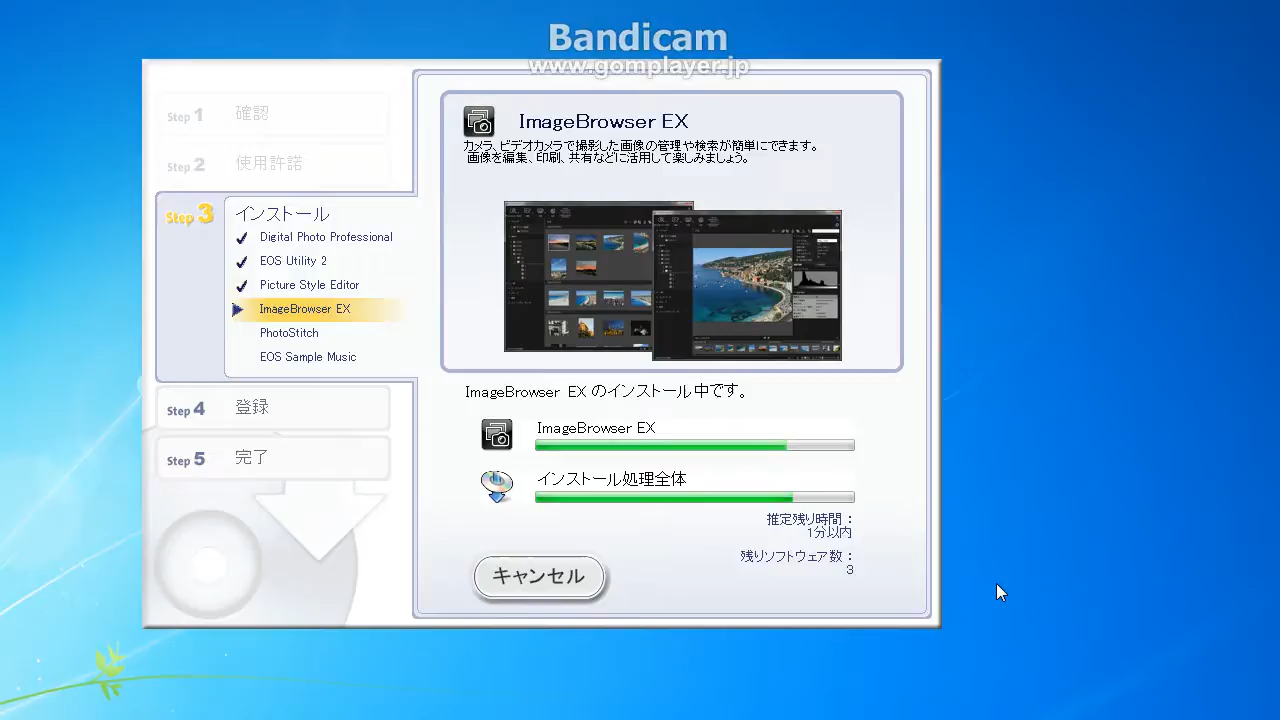 Bandicam
www.gomplayer.jp
Step 1 確認
Step 2 使用許諾
Step 3 インストール
Digital Photo Professional
EOS Utility 2
Picture Style Editor
ImageBrowser EX
PhotoStitch
EOS Sample Music
Step 4 登録
Step 5 完了
ImageBrowser EX
カメラ、ビデオカメラで撮影した画像の管理や検索が簡単にできます。
画像を編集、印刷、共有などに活用して楽しみましょう。
ImageBrowser EX のインストール中です。
ImageBrowser EX
インストール処理全体
推定残り時間：
1分以内
残りソフトウェア数：
3
キャンセル